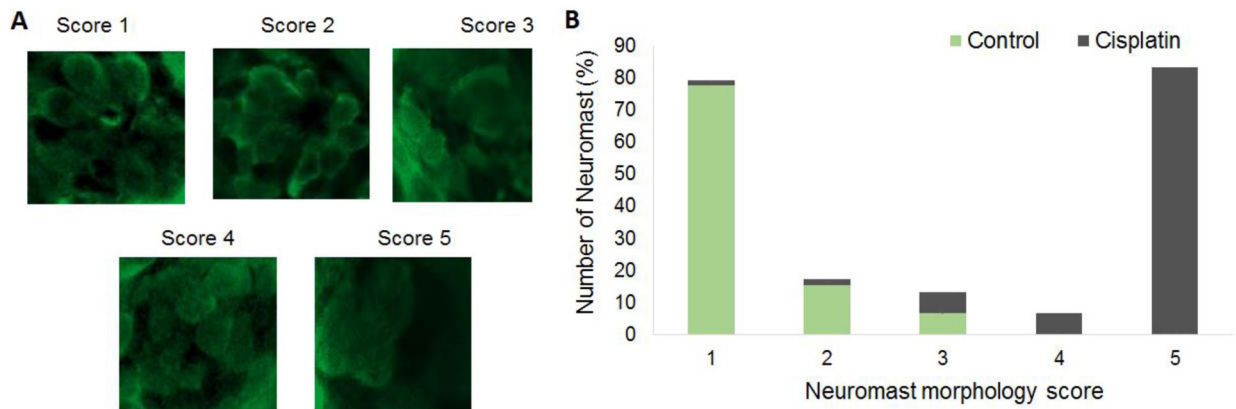 A
Score 1
Score 2
Score 3
Score 4
Score 5
B
Control
Cisplatin
Number of Neuromast (%)
90
80
70
60
50
40
30
20
10
0
1
2
3
4
5
Neuromast morphology score